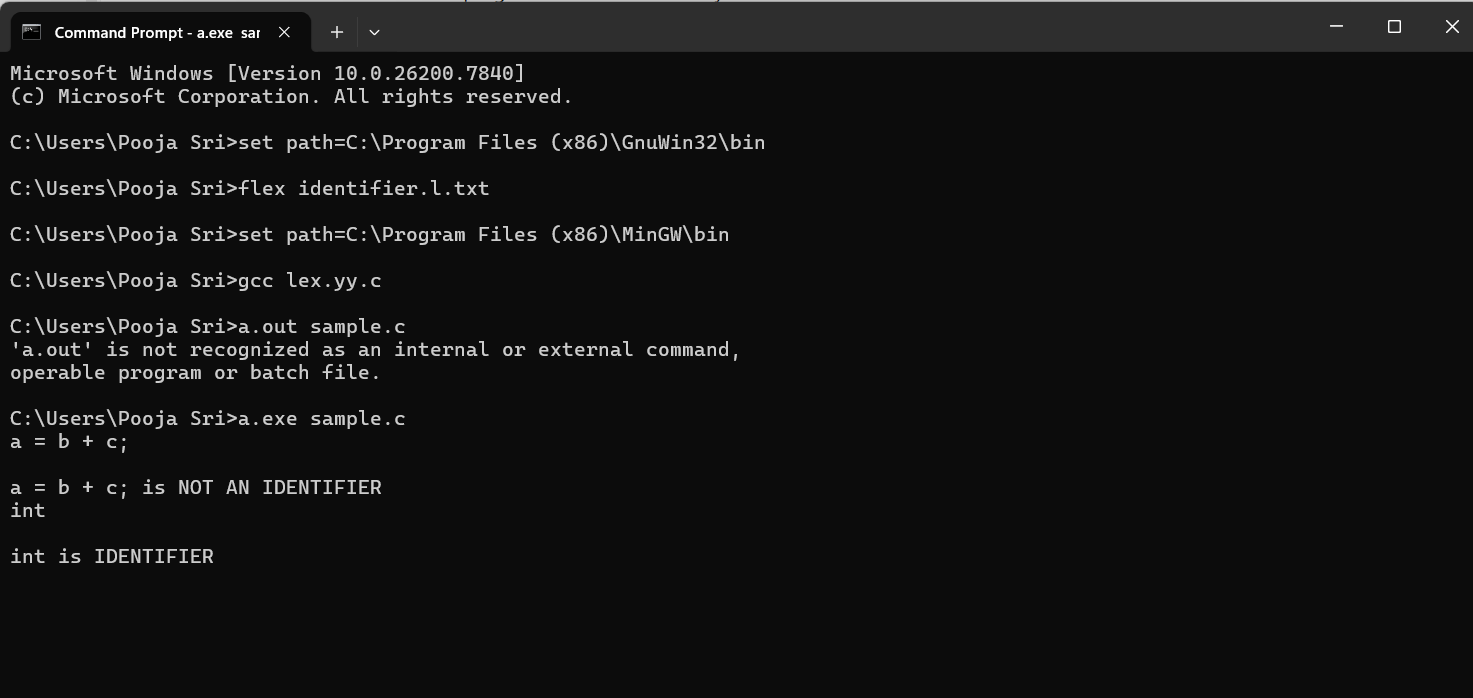 Command Prompt - a.exe sar
Microsoft Windows [Version 10.0.26200.7840]
(c) Microsoft Corporation. All rights reserved.
C:\Users\Pooja Sri>set path=C:\Program Files (x86)\GnuWin32\bin
C:\Users\Pooja Sri>flex identifier.l.txt
C:\Users\Pooja Sri>set path=C:\Program Files (x86)\MinGW\bin
C:\Users\Pooja Sri>gcc lex.yy.c
C:\Users\Pooja Sri>a.out sample.c
'a.out' is not recognized as an internal or external command,
operable program or batch file.
C:\Users\Pooja Sri>a.exe sample.c
a = b + c;
a = b + c; is NOT AN IDENTIFIER
int
int is IDENTIFIER